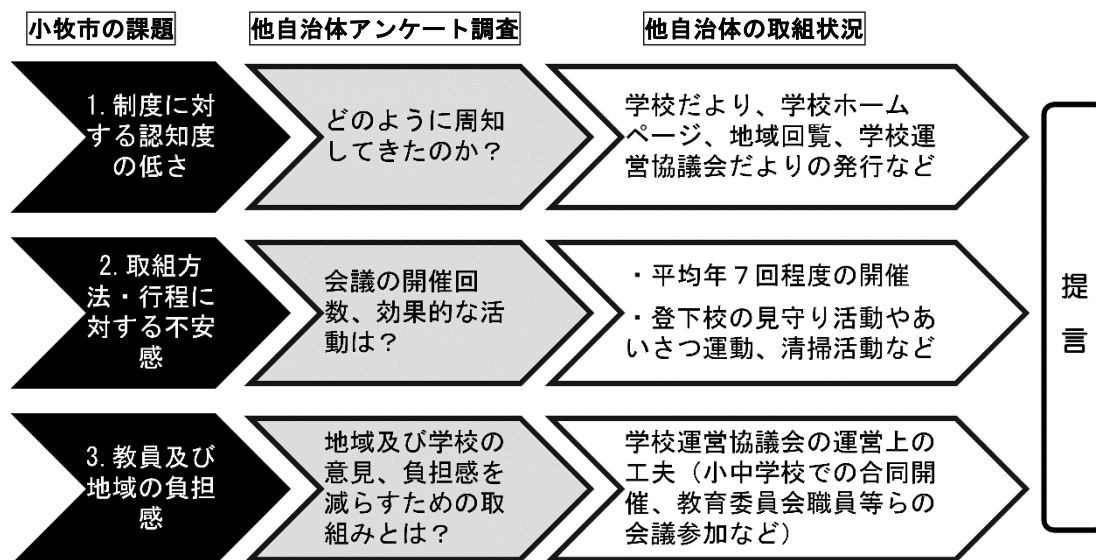 小牧市の課題
他自治体アンケート調査
他自治体の取組状況
1.制度に対
する認知度
の低さ
どのように周知
してきたのか？
学校だより、学校ホーム
ページ、地域回覧、学校運
営協議会だよりの発行など
2.取組方
法・行程に
対する不安
感
会議の開催回
数、効果的な活
動は？
・平均年７回程度の開催
・登下校の見守り活動やあ
いさつ運動、清掃活動など
3.教員及び
地域の負担
感
地域及び学校の
意見、負担感を
減らすための取
組みとは？
学校運営協議会の運営上の
工夫（小中学校での合同開
催、教育委員会職員等らの
会議参加など）
提
言